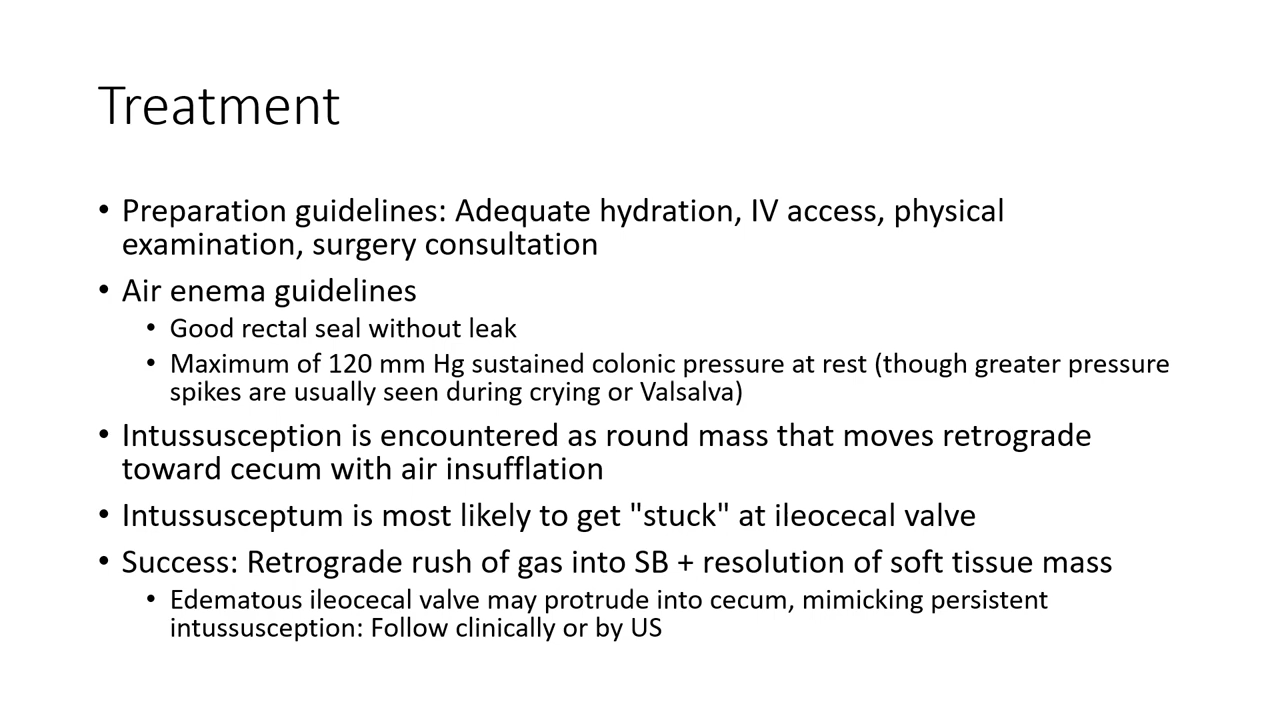 Treatment
• Preparation guidelines: Adequate hydration, IV access, physical
examination, surgery consultation
• Air enema guidelines
• Good rectal seal without leak
• Maximum of 120 mm Hg sustained colonic pressure at rest (though greater pressure
spikes are usually seen during crying or Valsalva)
• Intussusception is encountered as round mass that moves retrograde
toward cecum with air insufflation
• Intussusceptum is most likely to get "stuck" at ileocecal valve
• Success: Retrograde rush of gas into SB + resolution of soft tissue mass
• Edematous ileocecal valve may protrude into cecum, mimicking persistent
intussusception: Follow clinically or by US